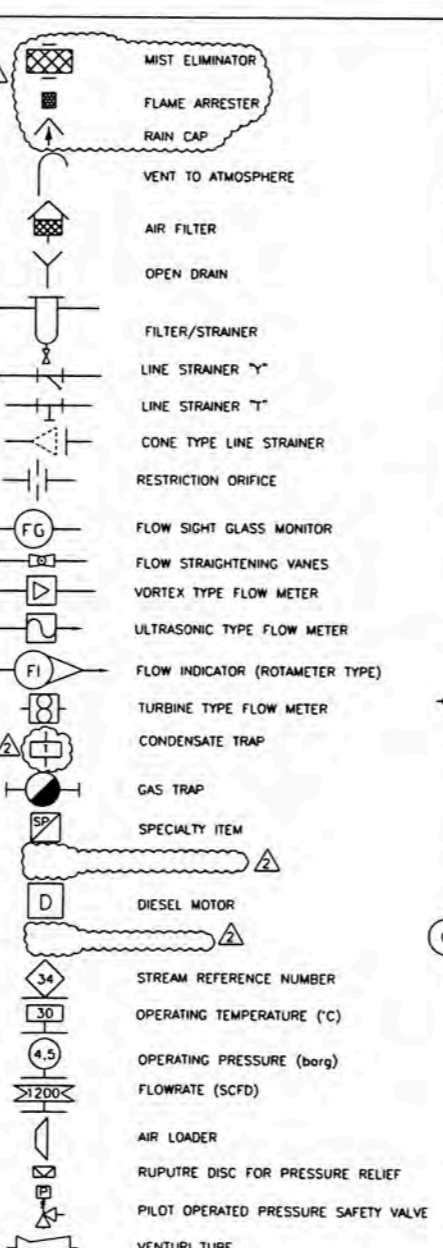 MIST ELIMINATOR
FLAME ARRESTER
RAIN CAP
VENT TO ATMOSPHERE
AIR FILTER
OPEN DRAIN
FILTER/STRAINER
LINE STRAINER "Y"
LINE STRAINER "T"
CONE TYPE LINE STRAINER
RESTRICTION ORIFICE
FG FLOW SIGHT GLASS MONITOR
FLOW STRAIGHTENING VANES
VORTEX TYPE FLOW METER
ULTRASONIC TYPE FLOW METER
FI FLOW INDICATOR (ROTAMETER TYPE)
TURBINE TYPE FLOW METER
2 T CONDENSATE TRAP
GAS TRAP
SP SPECIALTY ITEM
2
D DIESEL MOTOR
2
34 STREAM REFERENCE NUMBER
30 OPERATING TEMPERATURE (°C)
4,5 OPERATING PRESSURE (barg)
1200 FLOWRATE (SCFD)
AIR LOADER
RUPUTRE DISC FOR PRESSURE RELIEF
P PILOT OPERATED PRESSURE SAFETY VALVE
VENTURI TUBE